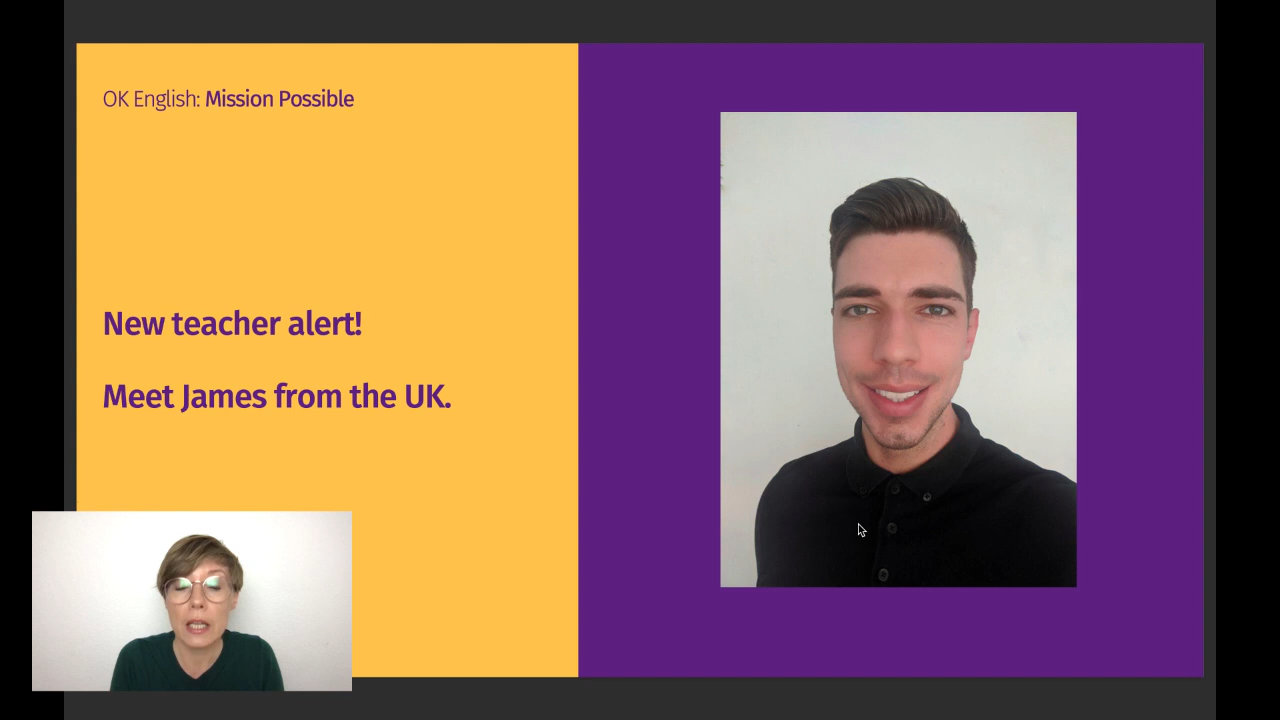 OK English: Mission Possible
New teacher alert!
Meet James from the UK.